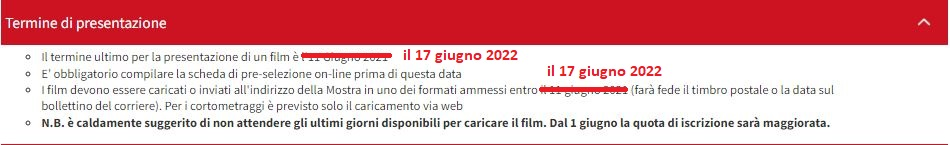 Termine di presentazione
Il termine ultimo per la presentazione di un film è l'11 Giugno 2021 il 17 giugno 2022
E' obbligatorio compilare la scheda di pre-selezione on-line prima di questa data
il 17 giugno 2022
I film devono essere caricati o inviati all'indirizzo della Mostra in uno dei formati ammessi entro il 11 giugno 2021 (farà fede il timbro postale o la data sul
bollettino del corriere). Per i cortometraggi è previsto solo il caricamento via web
N.B. è caldamente suggerito di non attendere gli ultimi giorni disponibili per caricare il film. Dal 1 giugno la quota di iscrizione sarà maggiorata.